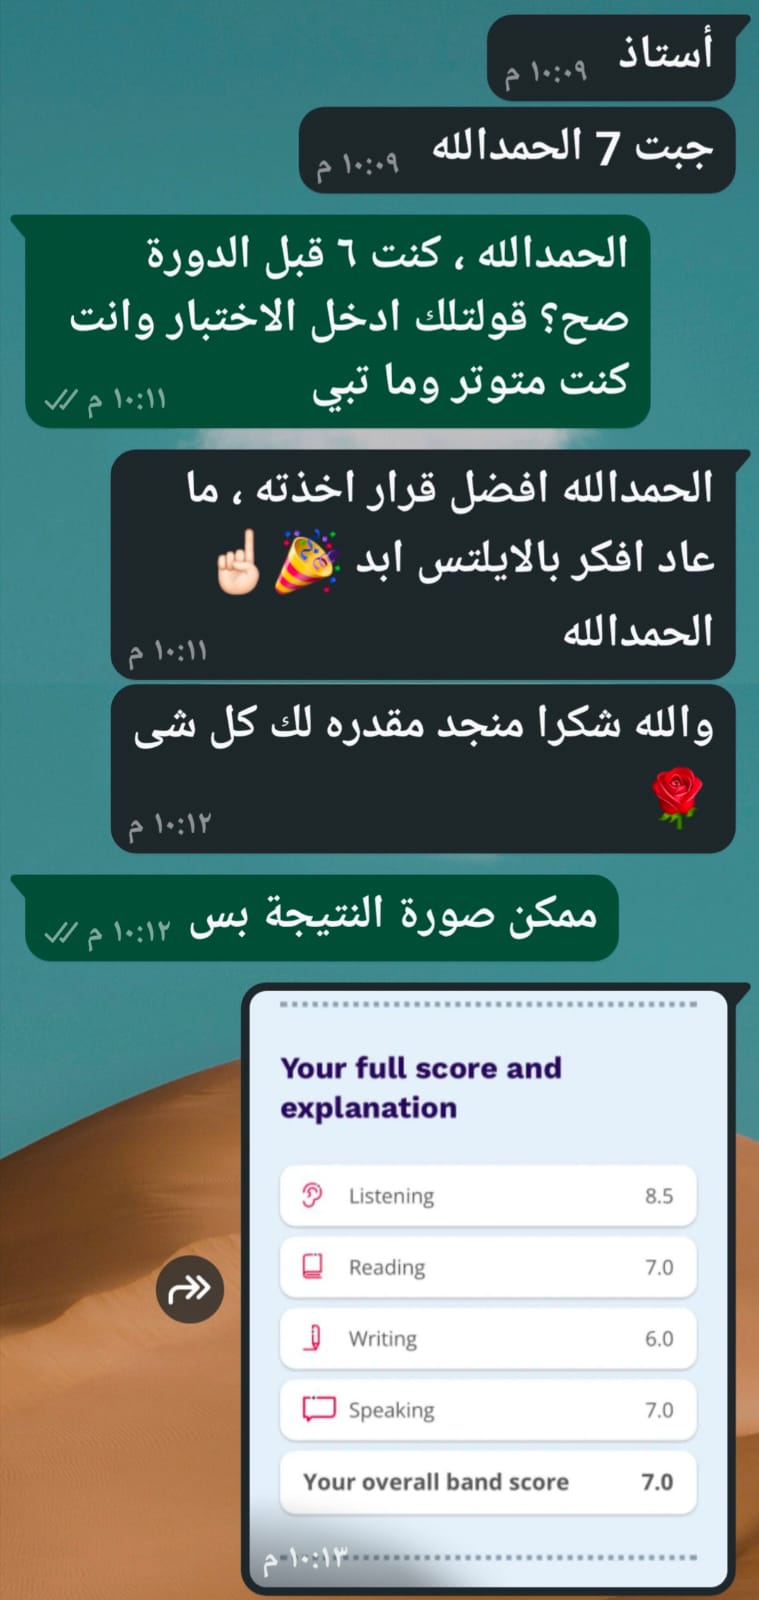 أستاذ
١٠:٠٩ م
جبت 7 الحمدالله
١٠:٠٩ م
الحمدالله ، كنت ٦ قبل الدورة
صح؟ قولتلك ادخل الاختبار وانت
كنت متوتر وما تبي
١٠:١١ م
الحمدالله افضل قرار اخذته ، ما
عاد افكر بالايلتس ابد 🎉☝🏻
الحمدالله
١٠:١١ م
والله شكرا منجد مقدره لك كل شى
🌹
١٠:١٢ م
ممكن صورة النتيجة بس
١٠:١٢ م
Your full score and
explanation
Listening 8.5
Reading 7.0
Writing 6.0
Speaking 7.0
Your overall band score 7.0
١٠:١٣ م